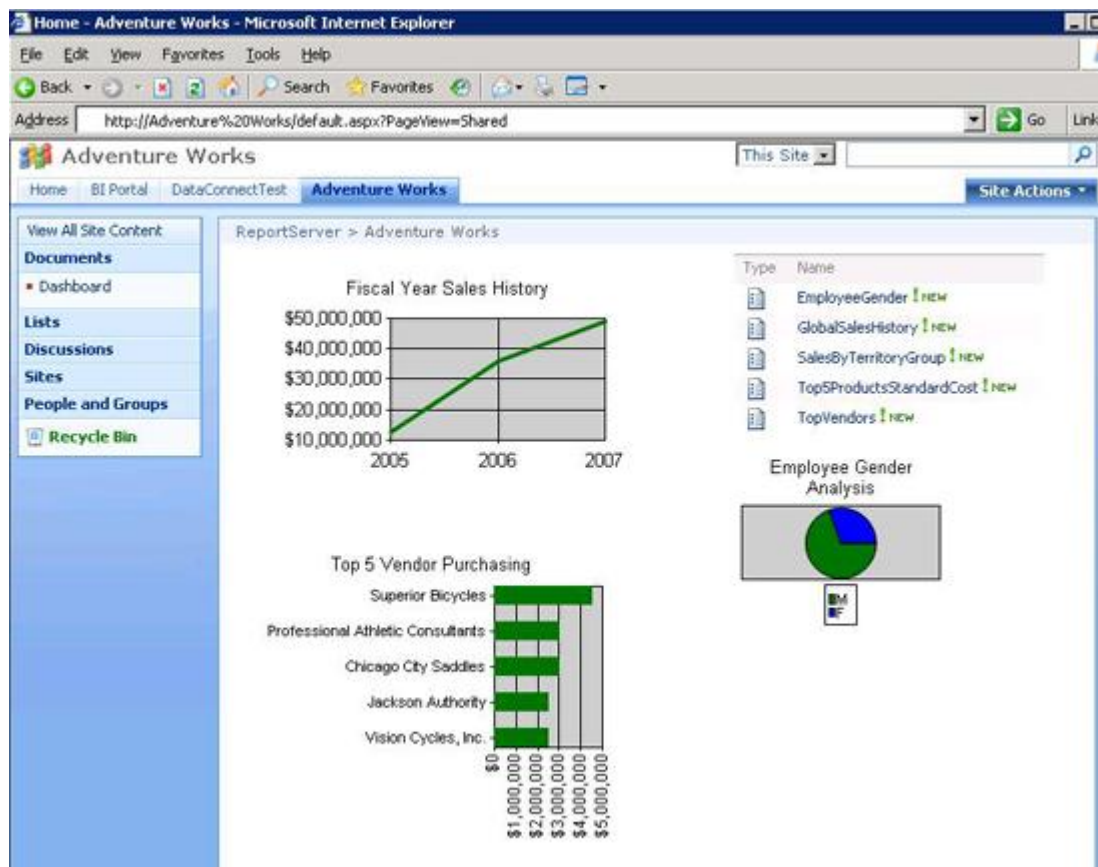 Home - Adventure Works - Microsoft Internet Explorer
File Edit View Favorites Tools Help
Back Search Favorites
Address http://Adventure%20Works/default.aspx?PageView=Shared Go Link
Adventure Works This Site
Home BI Portal DataConnectTest Adventure Works Site Actions
View All Site Content
Documents
Dashboard
Lists
Discussions
Sites
People and Groups
Recycle Bin
ReportServer > Adventure Works
Fiscal Year Sales History
$50,000,000
$40,000,000
$30,000,000
$20,000,000
$10,000,000
2005 2006 2007
Type Name
EmployeeGender ! NEW
GlobalSalesHistory ! NEW
SalesByTerritoryGroup ! NEW
Top5ProductsStandardCost ! NEW
TopVendors ! NEW
Employee Gender
Analysis
M
F
Top 5 Vendor Purchasing
Superior Bicycles
Professional Athletic Consultants
Chicago City Saddles
Jackson Authority
Vision Cycles, Inc.
$0
$1,000,000
$2,000,000
$3,000,000
$4,000,000
$5,000,000